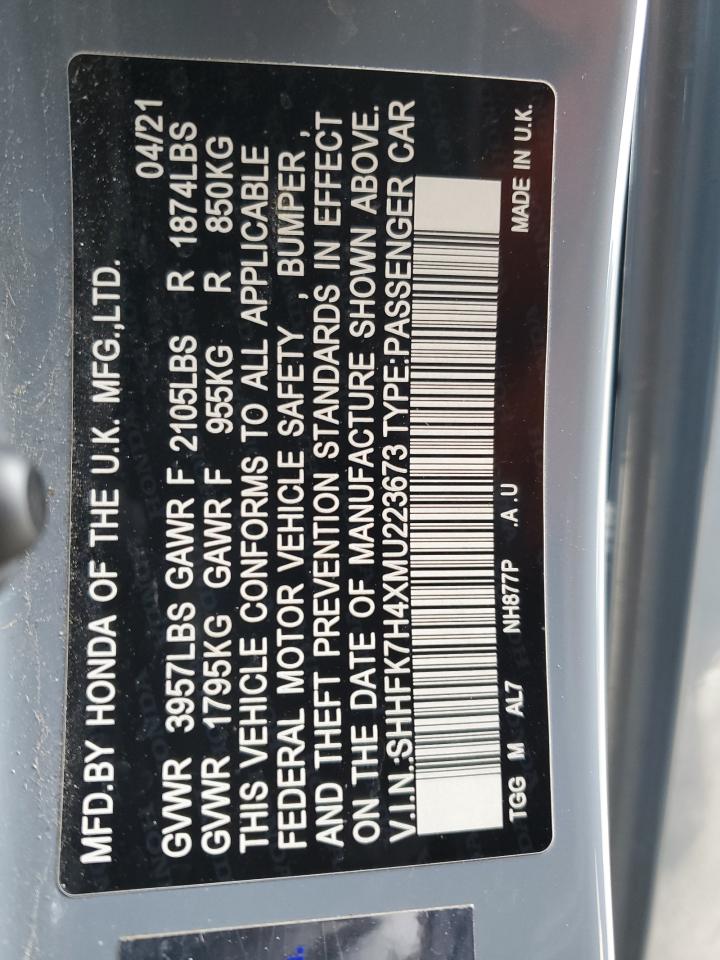 MFD.BY HONDA OF THE U.K. MFG.,LTD. 04/21
GVWR 3957LBS GAWR F 2105LBS R 1874LBS
GVWR 1795KG GAWR F 955KG R 850KG
THIS VEHICLE CONFORMS TO ALL APPLICABLE
FEDERAL MOTOR VEHICLE SAFETY , BUMPER ,
AND THEFT PREVENTION STANDARDS IN EFFECT
ON THE DATE OF MANUFACTURE SHOWN ABOVE.
V.I.N.:SHHFK7H4XMU223673 TYPE:PASSENGER CAR
TGG M AL7 NH877P .A.U MADE IN U.K.